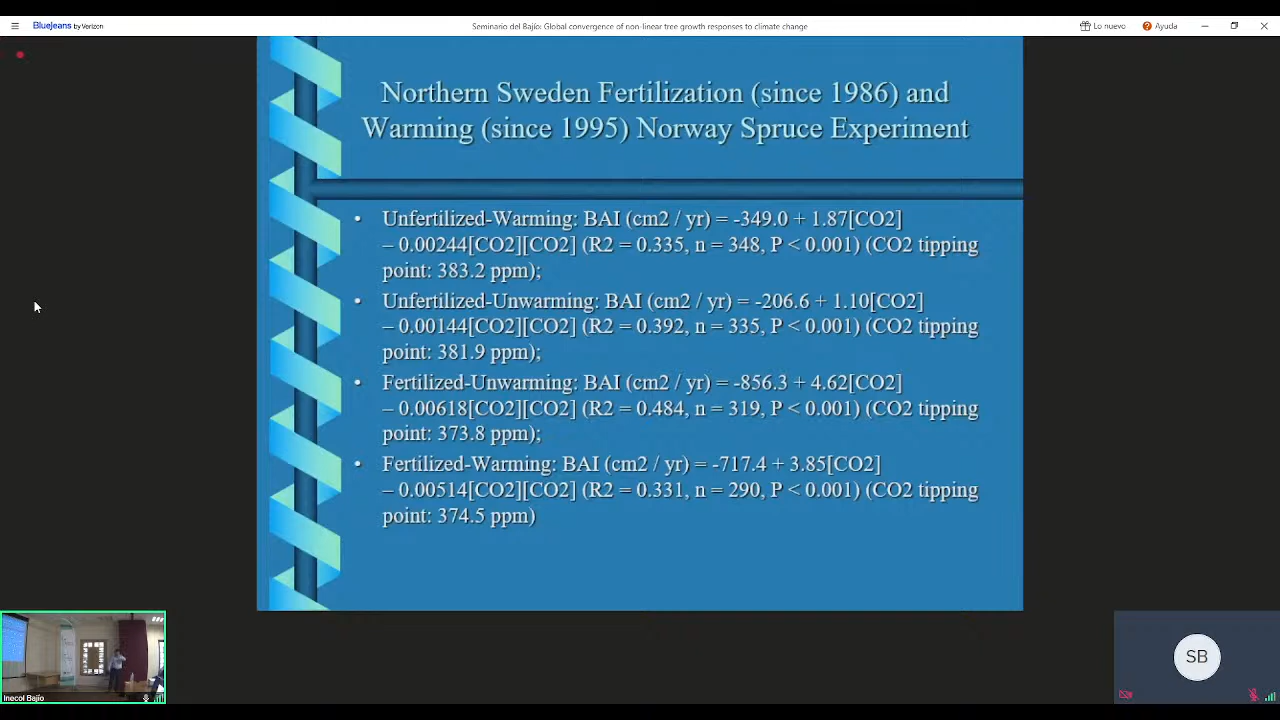 BlueJeans by Verizon
Seminario del Bajío: Global convergence of non-linear tree growth responses to climate change
Lo nuevo
Ayuda
Northern Sweden Fertilization (since 1986) and
Warming (since 1995) Norway Spruce Experiment
• Unfertilized-Warming: BAI (cm2 / yr) = -349.0 + 1.87[CO2]
– 0.00244[CO2][CO2] (R2 = 0.335, n = 348, P < 0.001) (CO2 tipping
point: 383.2 ppm);
• Unfertilized-Unwarming: BAI (cm2 / yr) = -206.6 + 1.10[CO2]
– 0.00144[CO2][CO2] (R2 = 0.392, n = 335, P < 0.001) (CO2 tipping
point: 381.9 ppm);
• Fertilized-Unwarming: BAI (cm2 / yr) = -856.3 + 4.62[CO2]
– 0.00618[CO2][CO2] (R2 = 0.484, n = 319, P < 0.001) (CO2 tipping
point: 373.8 ppm);
• Fertilized-Warming: BAI (cm2 / yr) = -717.4 + 3.85[CO2]
– 0.00514[CO2][CO2] (R2 = 0.331, n = 290, P < 0.001) (CO2 tipping
point: 374.5 ppm)
Inecol Bajío
SB